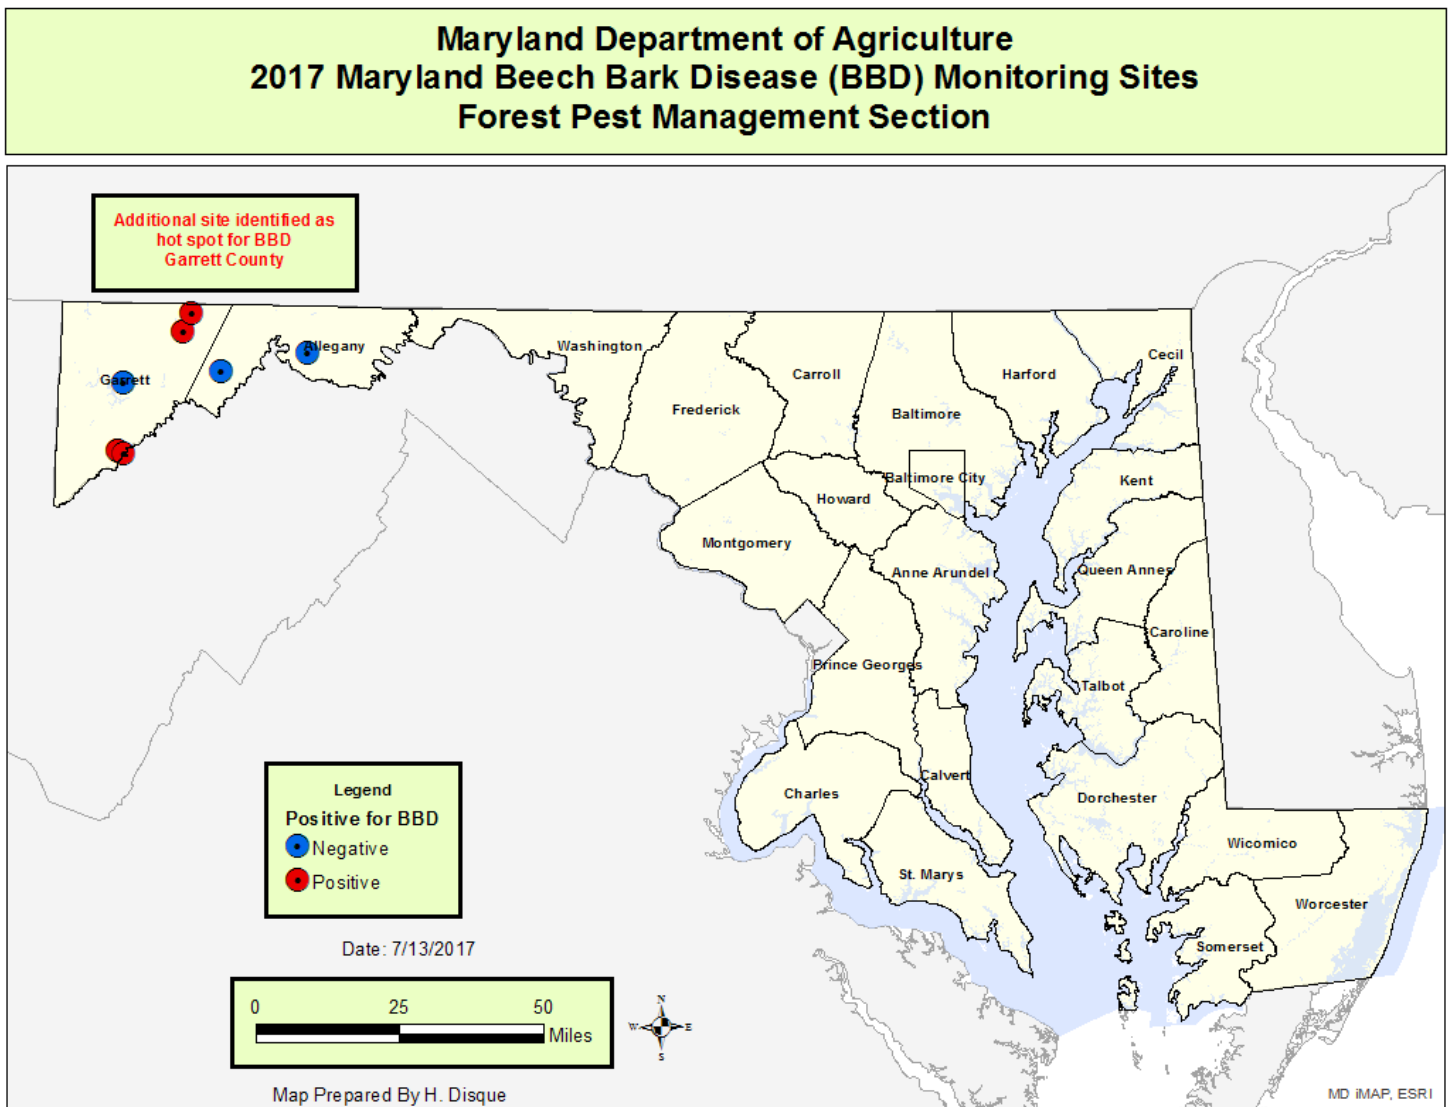 Maryland Department of Agriculture
2017 Maryland Beech Bark Disease (BBD) Monitoring Sites
Forest Pest Management Section
Additional site identified as
hot spot for BBD
Garrett County
Allegany
Garrett
Washington
Frederick
Carroll
Baltimore
Harford
Cecil
Baltimore City
Howard
Kent
Montgomery
Anne Arundel
Queen Annes
Caroline
Prince Georges
Talbot
Calvert
Charles
Dorchester
St. Marys
Wicomico
Worcester
Somerset
Legend
Positive for BBD
Negative
Positive
Date: 7/13/2017
0 25 50
Miles
N
W E
S
Map Prepared By H. Disque
MD iMAP, ESRI